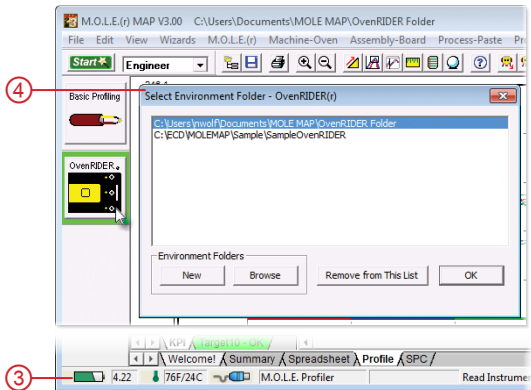 M.O.L.E.(r) MAP V3.00 C:\Users\Documents\MOLE MAP\OvenRIDER Folder
File Edit View Wizards M.O.L.E.(r) Machine-Oven Assembly-Board Process-Paste
Start Engineer
4
Basic Profiling
Select Environment Folder - OvenRIDER(r)
C:\Users\nwolf\Documents\MOLE MAP\OvenRIDER Folder
C:\ECD\MOLEMAP\Sample\SampleOvenRIDER
OvenRIDER
Environment Folders
New Browse Remove from This List OK
KPI Target10 - OK
Welcome! Summary Spreadsheet Profile SPC
3
4.22 76F/24C M.O.L.E. Profiler Read Instrume